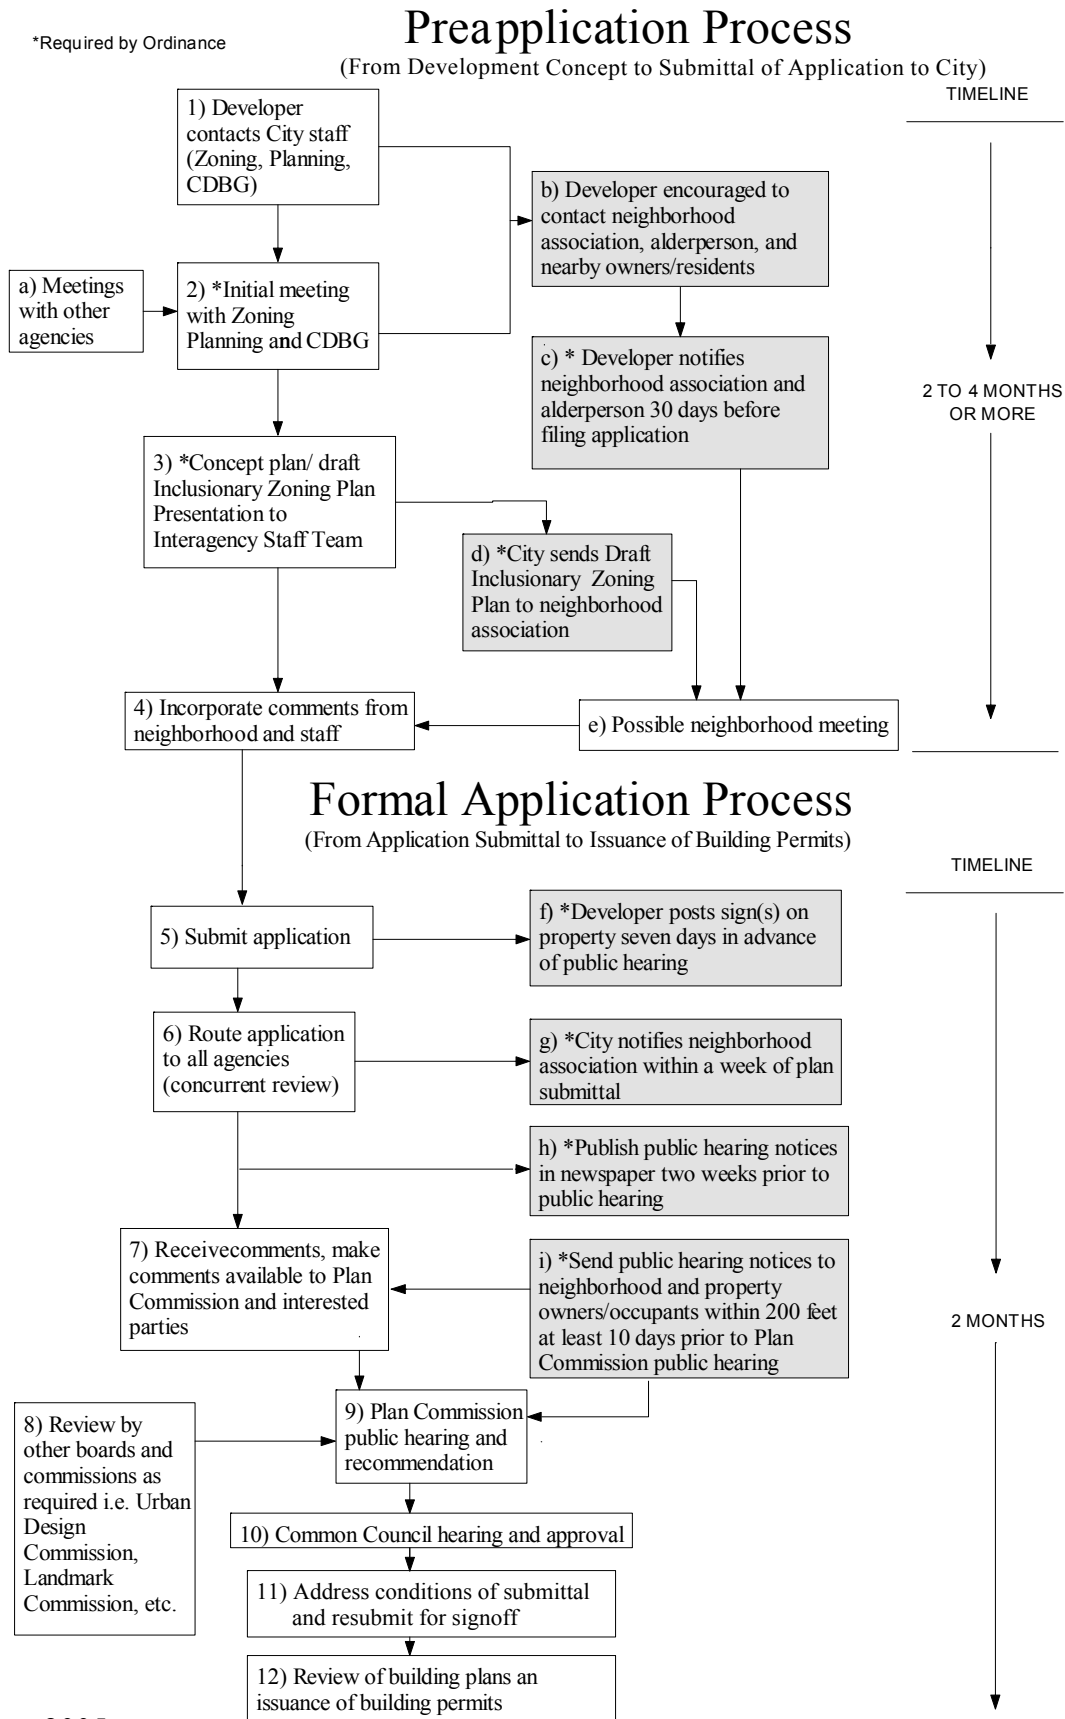 *Required by Ordinance
Preapplication Process
(From Development Concept to Submittal of Application to City)
TIMELINE
1) Developer
contacts City staff
(Zoning, Planning,
CDBG)
b) Developer encouraged to
contact neighborhood
association, alderperson, and
nearby owners/residents
a) Meetings
with other
agencies
2) *Initial meeting
with Zoning
Planning and CDBG
c) * Developer notifies
neighborhood association and
alderperson 30 days before
filing application
2 TO 4 MONTHS
OR MORE
3) *Concept plan/ draft
Inclusionary Zoning Plan
Presentation to
Interagency Staff Team
d) *City sends Draft
Inclusionary Zoning
Plan to neighborhood
association
4) Incorporate comments from
neighborhood and staff
e) Possible neighborhood meeting
Formal Application Process
(From Application Submittal to Issuance of Building Permits)
TIMELINE
5) Submit application
f) *Developer posts sign(s) on
property seven days in advance
of public hearing
6) Route application
to all agencies
(concurrent review)
g) *City notifies neighborhood
association within a week of plan
submittal
h) *Publish public hearing notices
in newspaper two weeks prior to
public hearing
7) Receivecomments, make
comments available to Plan
Commission and interested
parties
i) *Send public hearing notices to
neighborhood and property
owners/occupants within 200 feet
at least 10 days prior to Plan
Commission public hearing
2 MONTHS
8) Review by
other boards and
commissions as
required i.e. Urban
Design
Commission,
Landmark
Commission, etc.
9) Plan Commission
public hearing and
recommendation
10) Common Council hearing and approval
11) Address conditions of submittal
and resubmit for signoff
12) Review of building plans an
issuance of building permits